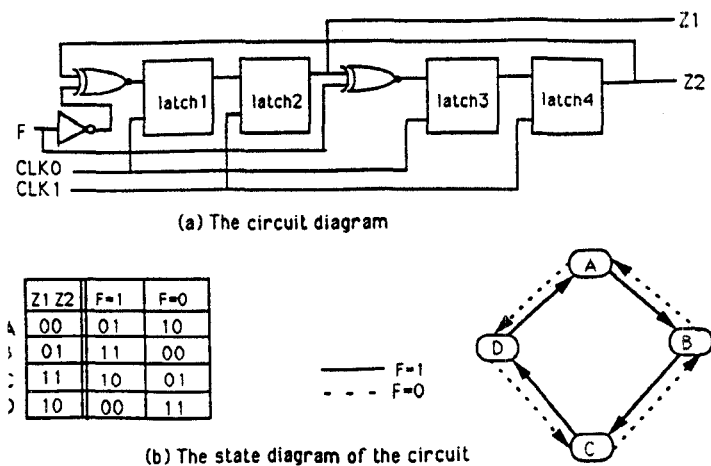 Z1
Z2
latch1
latch2
latch3
latch4
F
CLK0
CLK1
(a) The circuit diagram
Z1 Z2 F=1 F=0
A 00 01 10
01 11 00
C 11 10 01
10 00 11
A
B
C
D
F=1
F=0
(b) The state diagram of the circuit